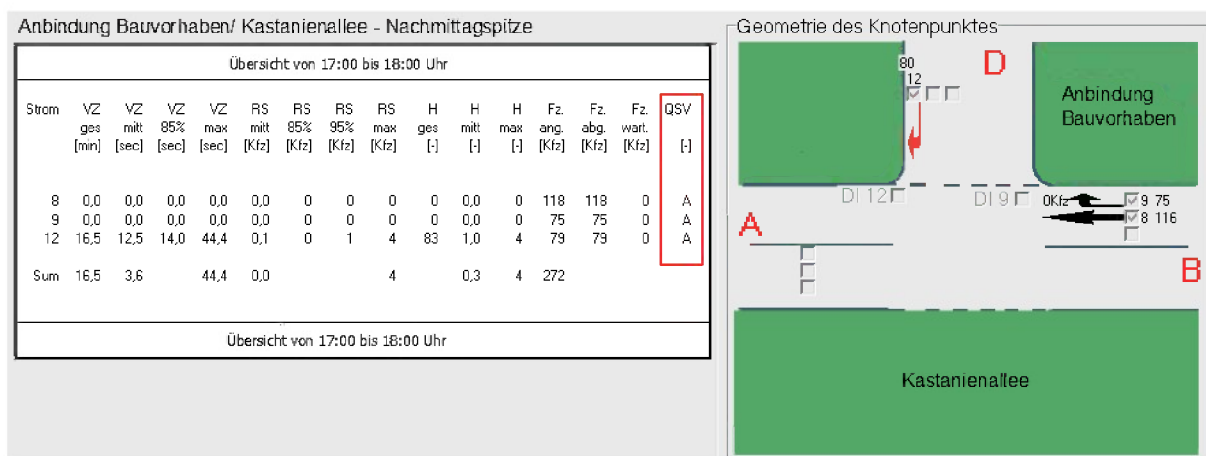 Anbindung Bauvorhaben/ Kastanienallee - Nachmittagspitze
Übersicht von 17:00 bis 18:00 Uhr
Strom VZ VZ VZ VZ RS RS RS RS H H H Fz. Fz. Fz. QSV
ges mitt 85% max mitt 85% 95% max ges mitt max ang. abg. wart.
[min] [sec] [sec] [sec] [Kfz] [Kfz] [Kfz] [Kfz] [-] [-] [-] [Kfz] [Kfz] [Kfz] [-]
8 0,0 0,0 0,0 0,0 0,0 0 0 0 0 0,0 0 118 118 0 A
9 0,0 0,0 0,0 0,0 0,0 0 0 0 0 0,0 0 75 75 0 A
12 16,5 12,5 14,0 44,4 0,1 0 1 4 83 1,0 4 79 79 0 A
Sum 16,5 3,6 44,4 0,0 4 0,3 4 272
Übersicht von 17:00 bis 18:00 Uhr
Geometrie des Knotenpunktes
80
12
D
Anbindung
Bauvorhaben
DI 12
DI 9
0Kfz
9 75
8 116
A
B
Kastanienallee